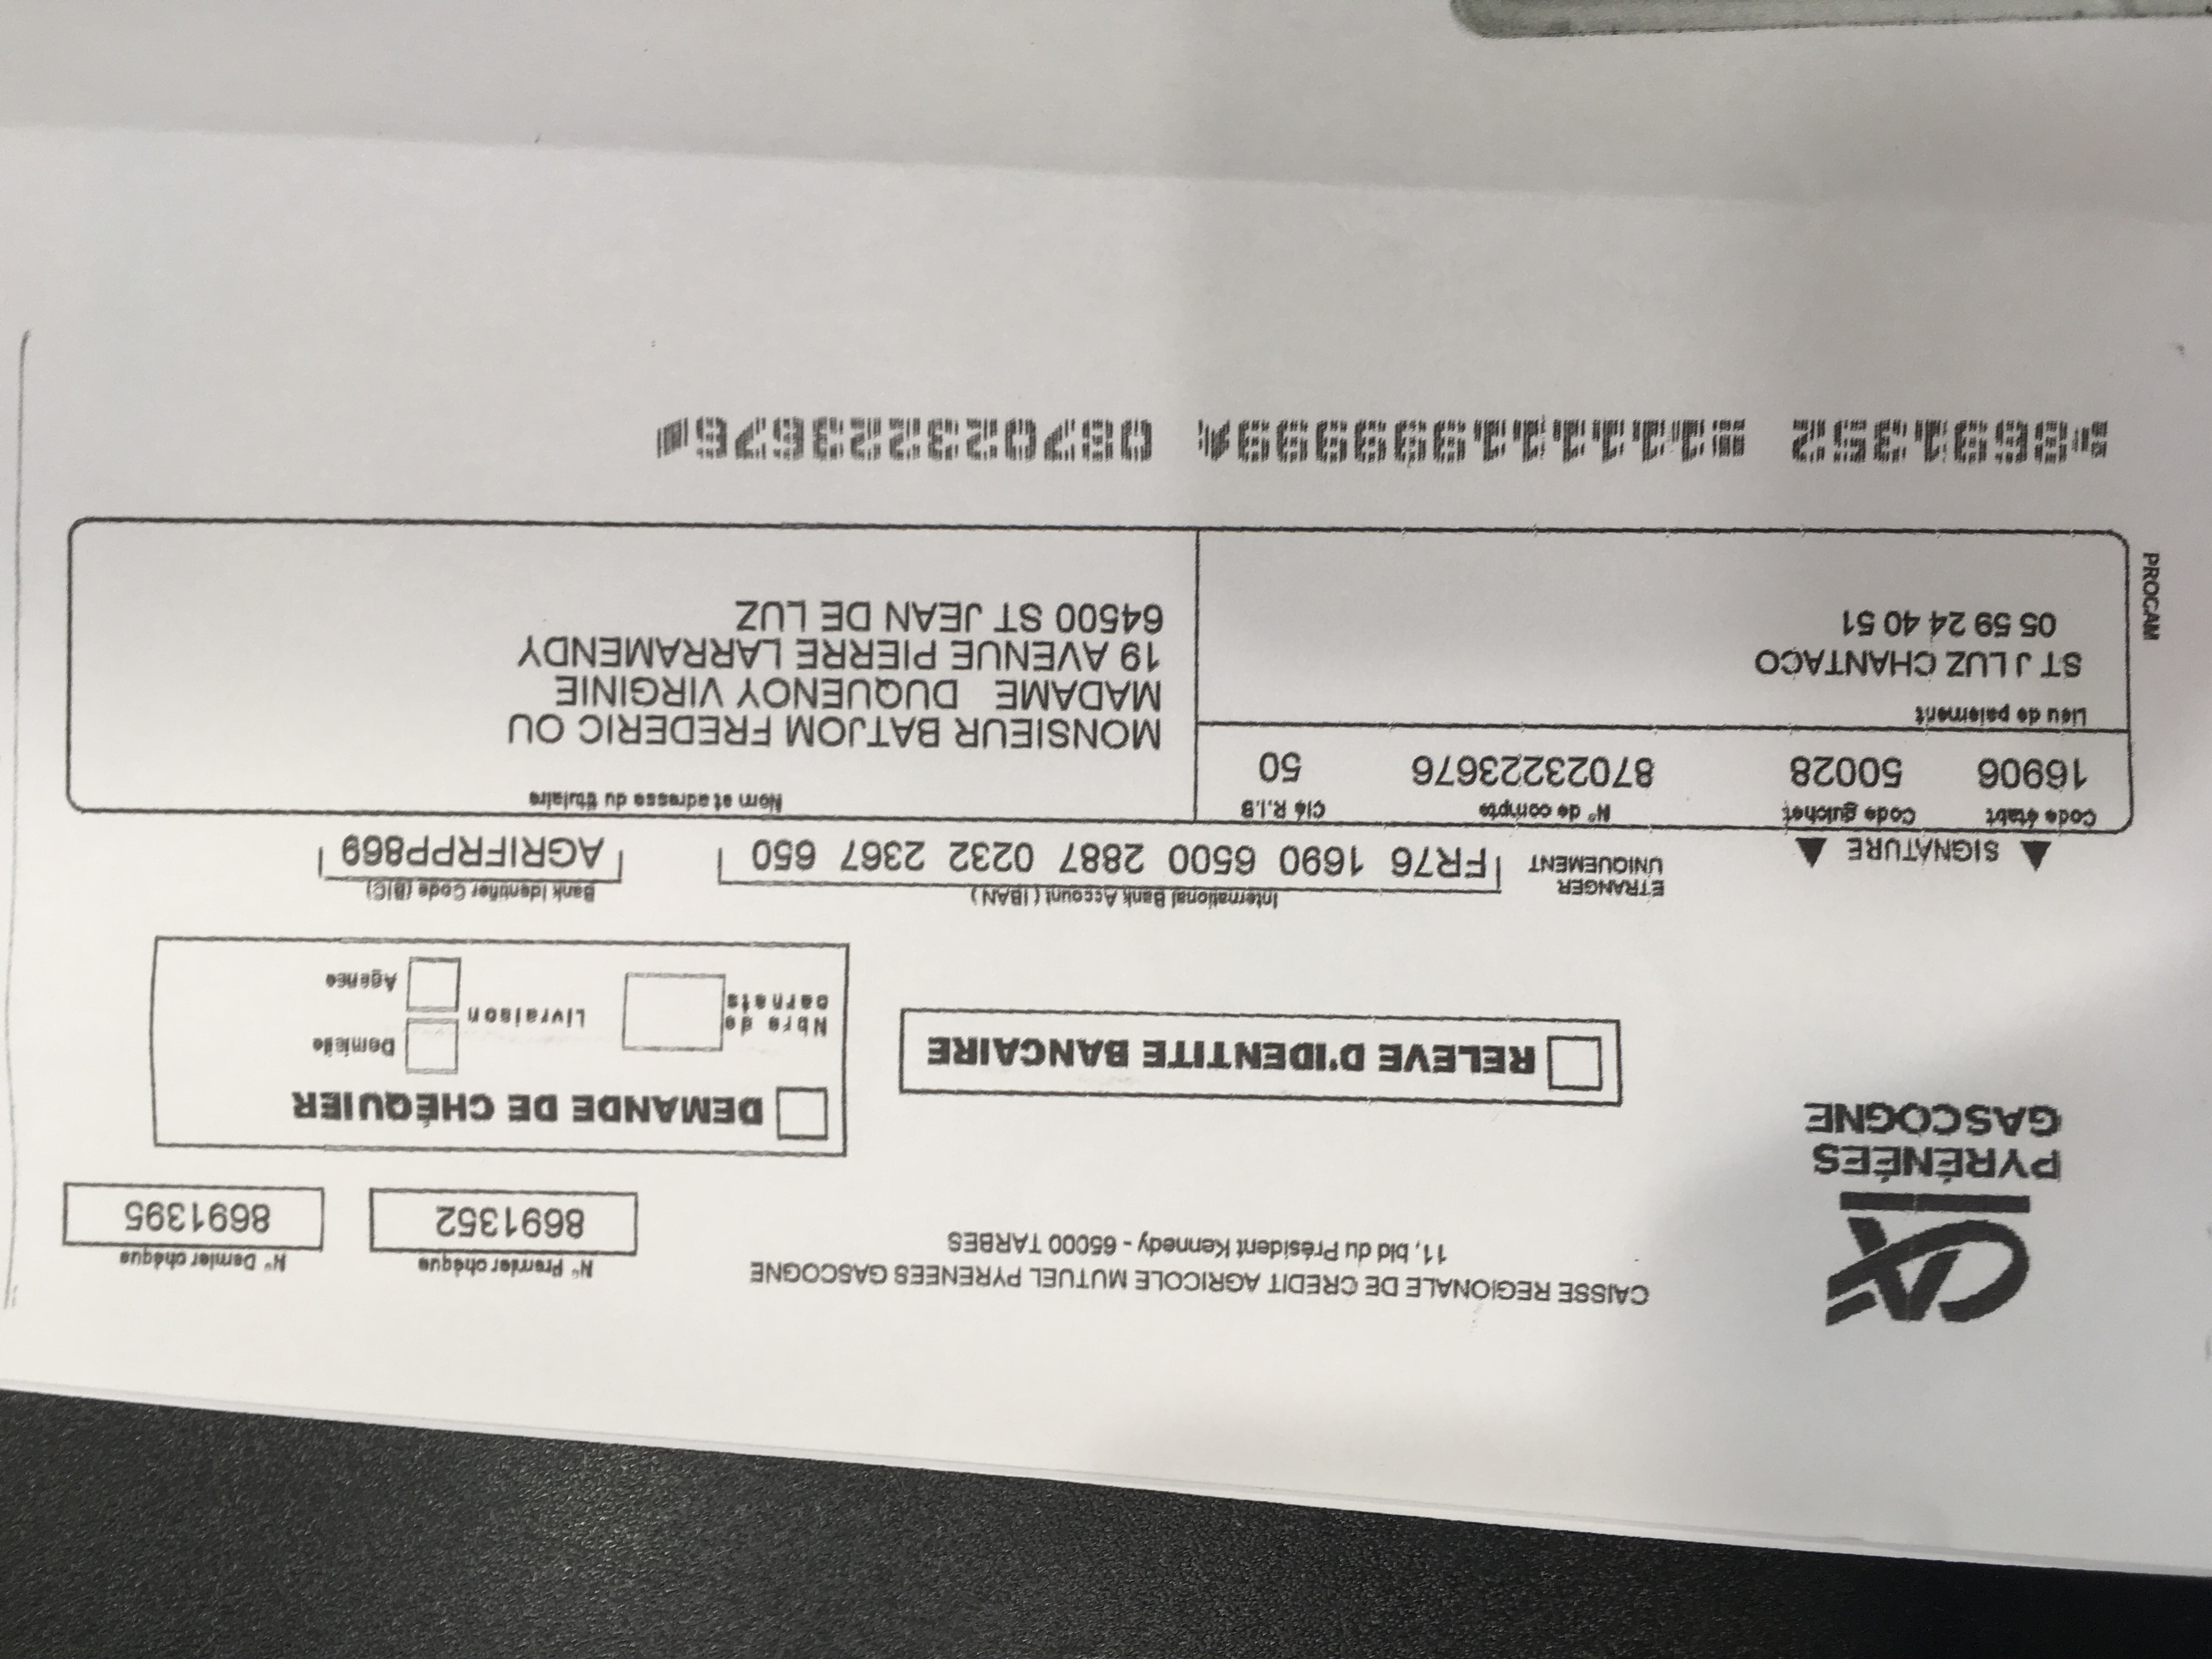 CAISSE REGIONALE DE CREDIT AGRICOLE MUTUEL PYRENEES GASCOGNE
11, bld du Président Kennedy - 65000 TARBES
N° Premier chèque
8691352
N° Dernier chèque
8691395
PYRÉNÉES
GASCOGNE
RELEVE D'IDENTITE BANCAIRE
DEMANDE DE CHÉQUIER
Nbre de
carnets
Livraison
Domicile
Agence
SIGNATURE
ETRANGER
UNIQUEMENT
International Bank Account ( IBAN )
FR76 1690 6500 2887 0232 2367 650
Bank Identifier Code (BIC)
AGRIFRPP869
Code établt Code guichet N° de compte Clé R.I.B
16906 50028 87023223676 50
Lieu de paiement
ST J LUZ CHANTACO
05 59 24 40 51
Nom et adresse du titulaire
MONSIEUR BATJOM FREDERIC OU
MADAME DUQUENOY VIRGINIE
19 AVENUE PIERRE LARRAMENDY
64500 ST JEAN DE LUZ
PROCAM
8691352 087023223676